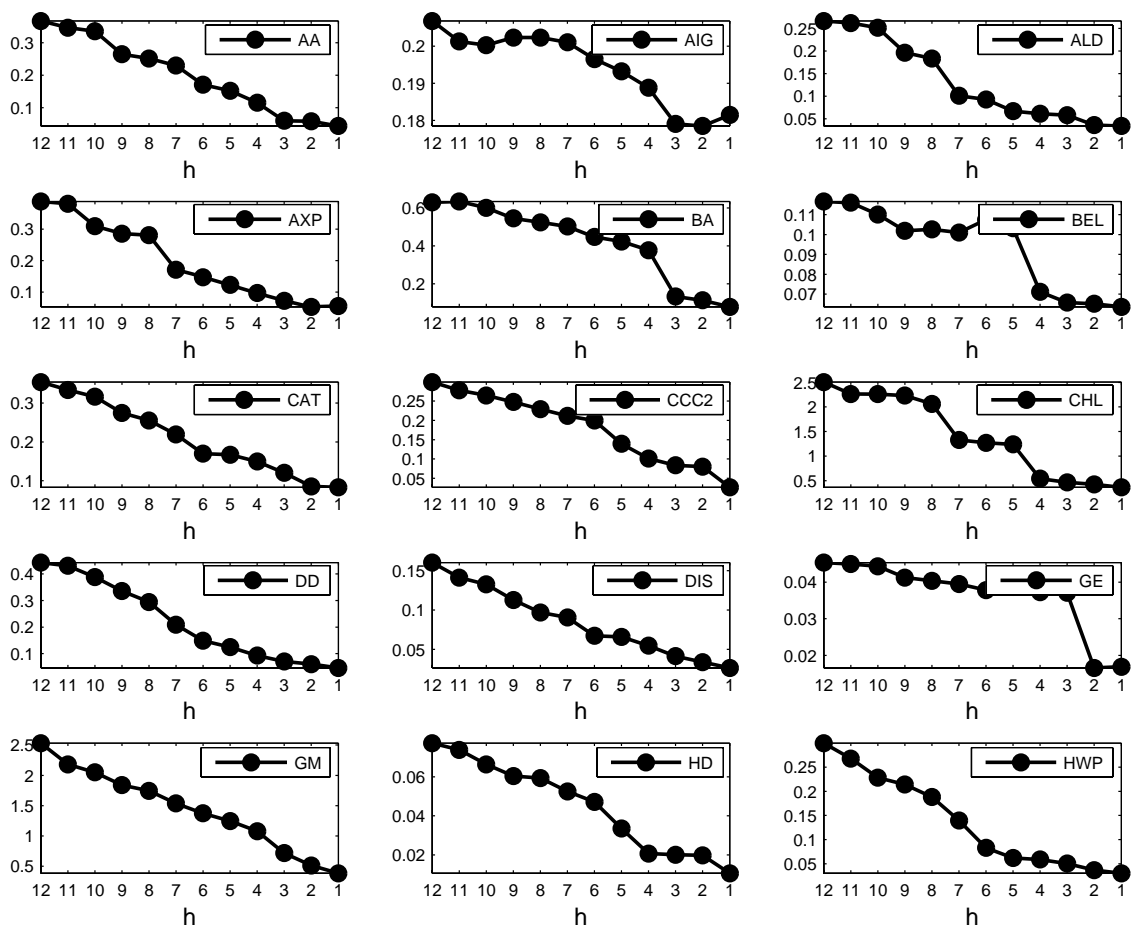 0.3
0.2
0.1
AA
12 11 10 9 8 7 6 5 4 3 2 1
h
0.2
0.19
0.18
AIG
12 11 10 9 8 7 6 5 4 3 2 1
h
0.25
0.2
0.15
0.1
0.05
ALD
12 11 10 9 8 7 6 5 4 3 2 1
h
0.3
0.2
0.1
AXP
12 11 10 9 8 7 6 5 4 3 2 1
h
0.6
0.4
0.2
BA
12 11 10 9 8 7 6 5 4 3 2 1
h
0.11
0.1
0.09
0.08
0.07
BEL
12 11 10 9 8 7 6 5 4 3 2 1
h
0.3
0.2
0.1
CAT
12 11 10 9 8 7 6 5 4 3 2 1
h
0.25
0.2
0.15
0.1
0.05
CCC2
12 11 10 9 8 7 6 5 4 3 2 1
h
2.5
2
1.5
1
0.5
CHL
12 11 10 9 8 7 6 5 4 3 2 1
h
0.4
0.3
0.2
0.1
DD
12 11 10 9 8 7 6 5 4 3 2 1
h
0.15
0.1
0.05
DIS
12 11 10 9 8 7 6 5 4 3 2 1
h
0.04
0.03
0.02
GE
12 11 10 9 8 7 6 5 4 3 2 1
h
2.5
2
1.5
1
0.5
GM
12 11 10 9 8 7 6 5 4 3 2 1
h
0.06
0.04
0.02
HD
12 11 10 9 8 7 6 5 4 3 2 1
h
0.25
0.2
0.15
0.1
0.05
HWP
12 11 10 9 8 7 6 5 4 3 2 1
h